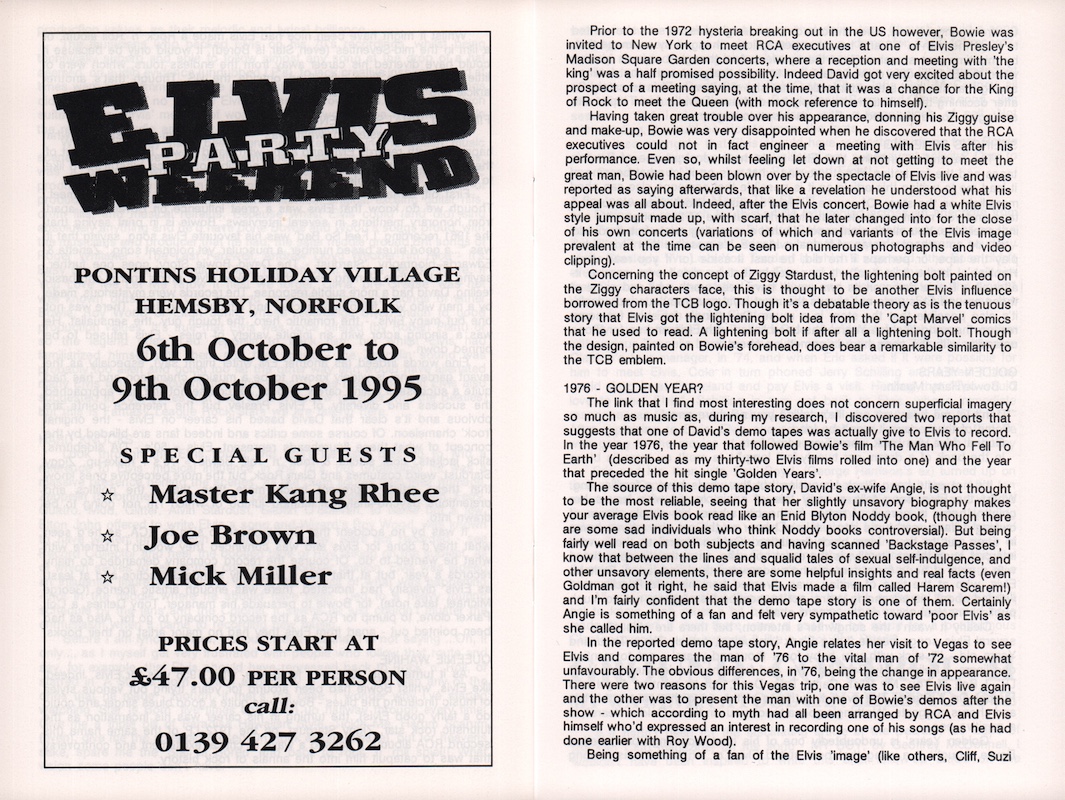 ELVIS
PARTY
WEEKEND
PONTINS HOLIDAY VILLAGE
HEMSBY, NORFOLK
6th October to
9th October 1995
SPECIAL GUESTS
☆ Master Kang Rhee
☆ Joe Brown
☆ Mick Miller
PRICES START AT
£47.00 PER PERSON
call:
0139 427 3262
Prior to the 1972 hysteria breaking out in the US however, Bowie was
invited to New York to meet RCA executives at one of Elvis Presley's
Madison Square Garden concerts, where a reception and meeting with 'the
king' was a half promised possibility. Indeed David got very excited about the
prospect of a meeting saying, at the time, that it was a chance for the King
of Rock to meet the Queen (with mock reference to himself).
Having taken great trouble over his appearance, donning his Ziggy guise
and make-up, Bowie was very disappointed when he discovered that the RCA
executives could not in fact engineer a meeting with Elvis after his
performance. Even so, whilst feeling let down at not getting to meet the
great man, Bowie had been blown over by the spectacle of Elvis live and was
reported as saying afterwards, that like a revelation he understood what his
appeal was all about. Indeed, after the Elvis concert, Bowie had a white Elvis
style jumpsuit made up, with scarf, that he later changed into for the close
of his own concerts (variations of which and variants of the Elvis image
prevalent at the time can be seen on numerous photographs and video
clipping).
Concerning the concept of Ziggy Stardust, the lightening bolt painted on
the Ziggy characters face, this is thought to be another Elvis influence
borrowed from the TCB logo. Though it's a debatable theory as is the tenuous
story that Elvis got the lightening bolt idea from the 'Capt Marvel' comics
that he used to read. A lightening bolt if after all a lightening bolt. Though
the design, painted on Bowie's forehead, does bear a remarkable similarity to
the TCB emblem.
1976 - GOLDEN YEAR?
The link that I find most interesting does not concern superficial imagery
so much as music as, during my research, I discovered two reports that
suggests that one of David's demo tapes was actually give to Elvis to record.
In the year 1976, the year that followed Bowie's film 'The Man Who Fell To
Earth' (described as my thirty-two Elvis films rolled into one) and the year
that preceded the hit single 'Golden Years'.
The source of this demo tape story, David's ex-wife Angie, is not thought
to be the most reliable, seeing that her slightly unsavory biography makes
your average Elvis book read like an Enid Blyton Noddy book, (though there
are some sad individuals who think Noddy books controversial). But being
fairly well read on both subjects and having scanned 'Backstage Passes', I
know that between the lines and squalid tales of sexual self-indulgence, and
other unsavory elements, there are some helpful insights and real facts (even
Goldman got it right, he said that Elvis made a film called Harem Scarem!)
and I'm fairly confident that the demo tape story is one of them. Certainly
Angie is something of a fan and felt very sympathetic toward 'poor Elvis' as
she called him.
In the reported demo tape story, Angie relates her visit to Vegas to see
Elvis and compares the man of '76 to the vital man of '72 somewhat
unfavourably. The obvious differences, in '76, being the change in appearance.
There were two reasons for this Vegas trip, one was to see Elvis live again
and the other was to present the man with one of Bowie's demos after the
show - which according to myth had all been arranged by RCA and Elvis
himself who'd expressed an interest in recording one of his songs (as he had
done earlier with Roy Wood).
Being something of a fan of the Elvis 'image' (like others, Cliff, Suzi